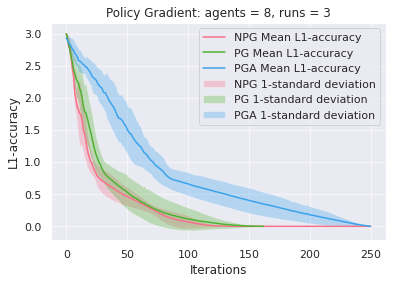 Policy Gradient: agents = 8, runs = 3
L1-accuracy
3.0
2.5
2.0
1.5
1.0
0.5
0.0
NPG Mean L1-accuracy
PG Mean L1-accuracy
PGA Mean L1-accuracy
NPG 1-standard deviation
PG 1-standard deviation
PGA 1-standard deviation
0 50 100 150 200 250
Iterations